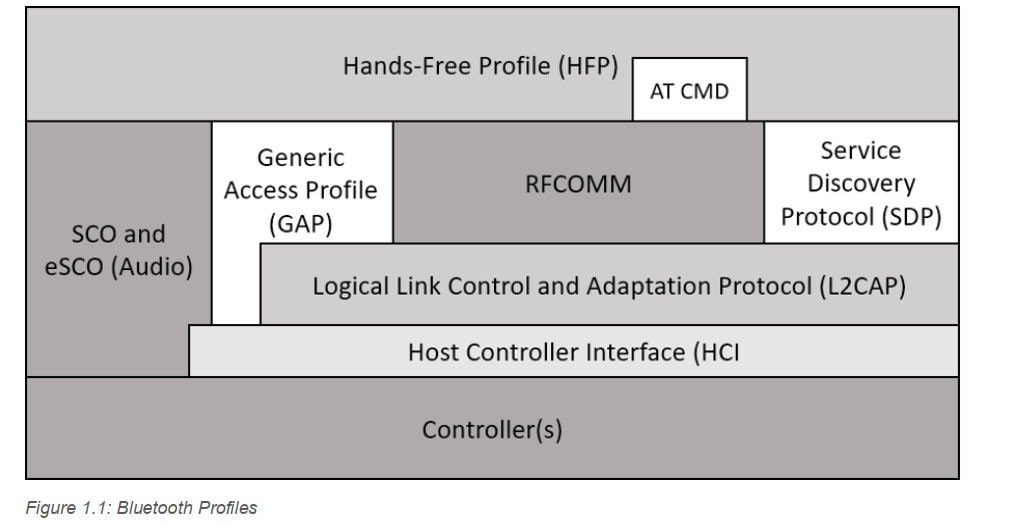 Hands-Free Profile (HFP)
AT CMD
SCO and
eSCO (Audio)
Generic
Access Profile
(GAP)
RFCOMM
Service
Discovery
Protocol (SDP)
Logical Link Control and Adaptation Protocol (L2CAP)
Host Controller Interface (HCI
Controller(s)
Figure 1.1: Bluetooth Profiles